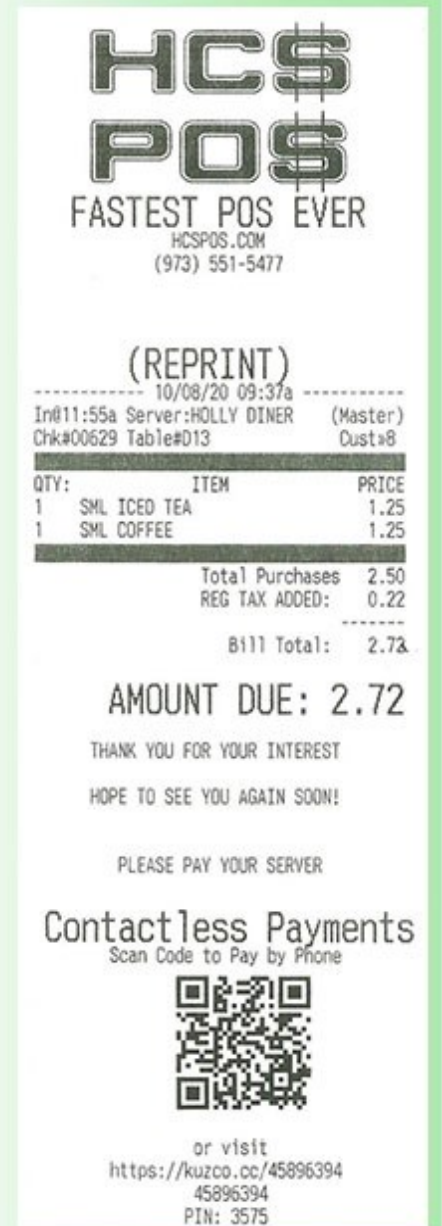 HC$
PO$
FASTEST POS EVER
HCSPOS.COM
(973) 551-5477
(REPRINT)
------------ 10/08/20 09:37a -----------
In@11:55a Server:HOLLY DINER (Master)
Chk#00629 Table#D13 Cust»8
QTY: ITEM PRICE
1 SML ICED TEA 1.25
1 SML COFFEE 1.25
Total Purchases 2.50
REG TAX ADDED: 0.22
-------
Bill Total: 2.72
AMOUNT DUE: 2.72
THANK YOU FOR YOUR INTEREST
HOPE TO SEE YOU AGAIN SOON!
PLEASE PAY YOUR SERVER
Contactless Payments
Scan Code to Pay by Phone
or visit
https://kuzco.cc/45896394
45896394
PIN: 3575